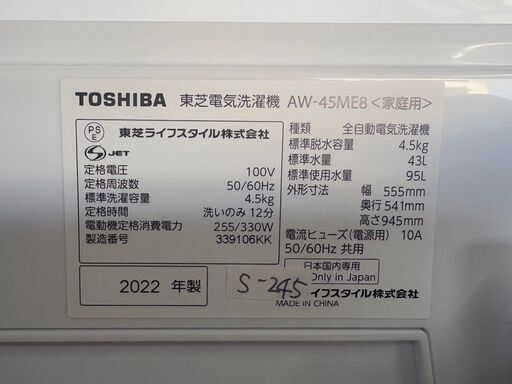 TOSHIBA 東芝電気洗濯機 AW-45ME8<家庭用>
PS
E
東芝ライフスタイル株式会社
S JET
定格電圧 100V
定格周波数 50/60Hz
標準洗濯容量 4.5kg
定格時間 洗いのみ 12分
電動機定格消費電力 255/330W
製造番号 339106KK
2022 年製
種類 全自動電気洗濯機
標準脱水容量 4.5kg
標準水量 43L
標準使用水量 95L
外形寸法 幅 555mm
奥行 541mm
高さ 945mm
電流ヒューズ(電源用) 10A
50/60Hz 共用
日本国内専用
Only in Japan
S-245
ライフスタイル株式会社
MADE IN CHINA